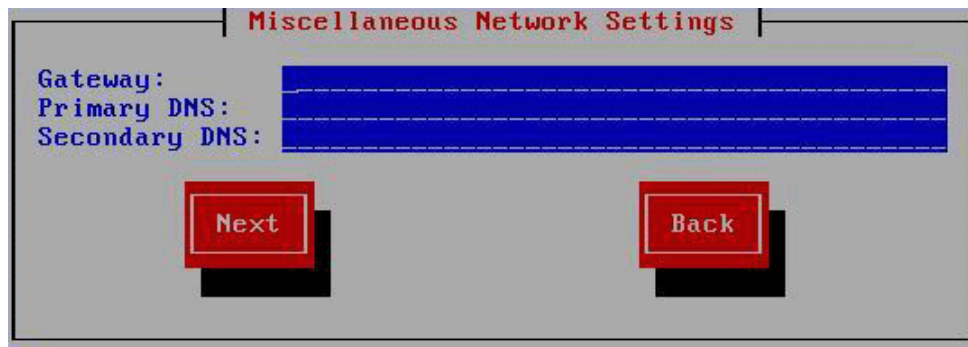 Miscellaneous Network Settings
Gateway:
Primary DNS:
Secondary DNS:
Next Back